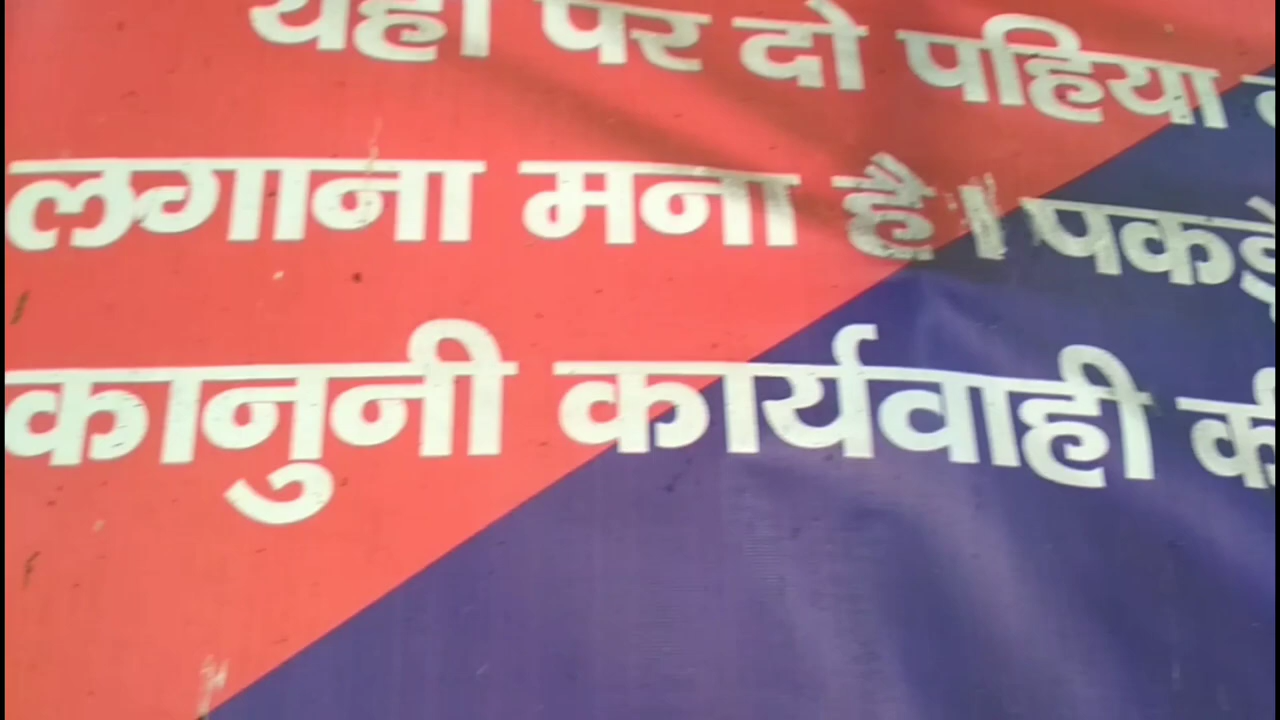 यहाँ पर दो पहिया
लगाना मना है। पकड़े
कानुनी कार्यवाही की